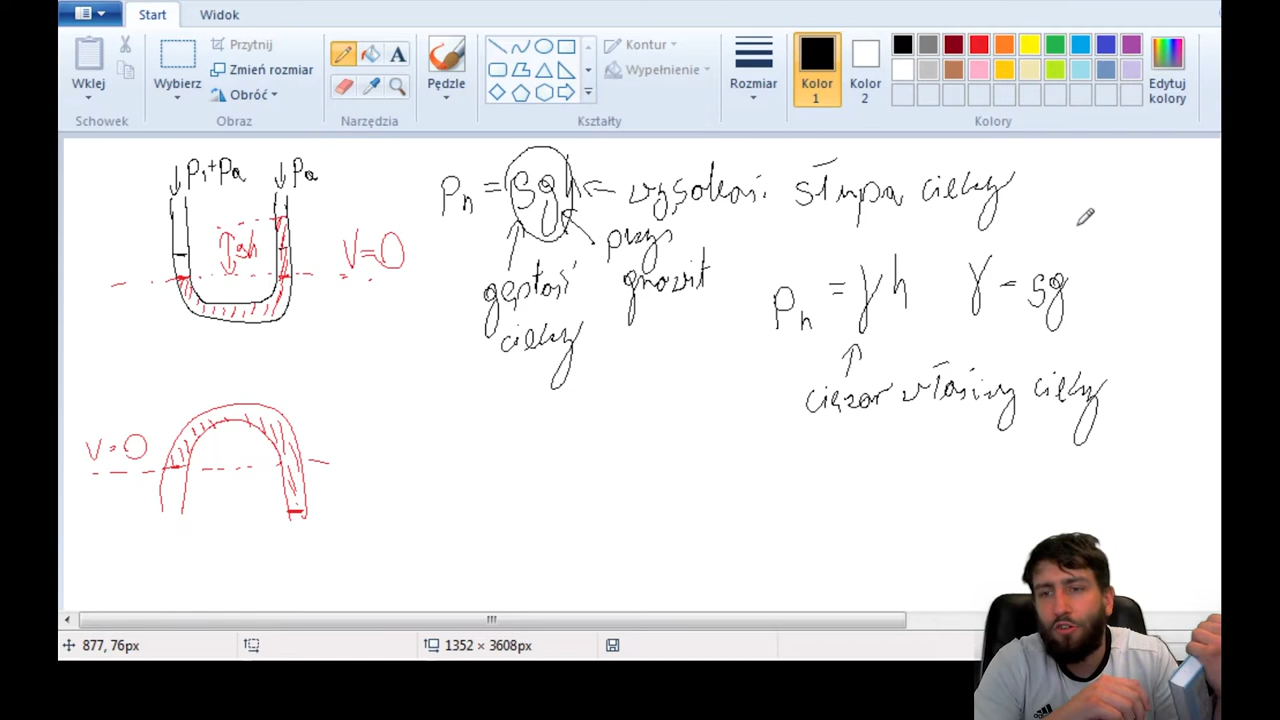 Start
Widok
Wklej
Schowek
Wybierz
Przytnij
Zmień rozmiar
Obróć
Obraz
A
Narzędzia
Pędzle
Kontur
Wypełnienie
Kształty
Rozmiar
Kolor 1
Kolor 2
Edytuj kolory
Kolory
P₁+Pa
Pa
Δh
V=0
Ph = ρgh ← wysokość słupa cieczy
przys
grawit
gęstość
cieczy
Ph = γh
γ = ρg
ciężar właściwy cieczy
V=0
877, 76px
1352 × 3608px